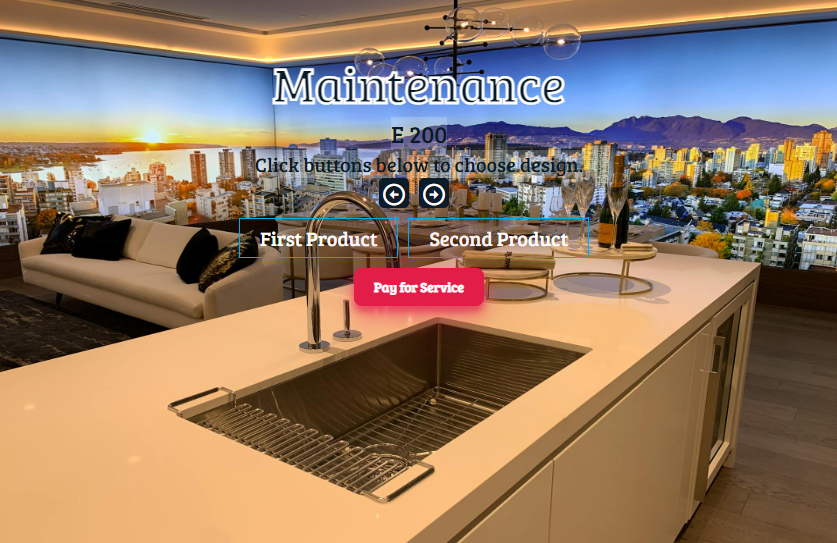 Maintenance
E 200
Click buttons below to choose design.
First Product
Second Product
Pay for Service